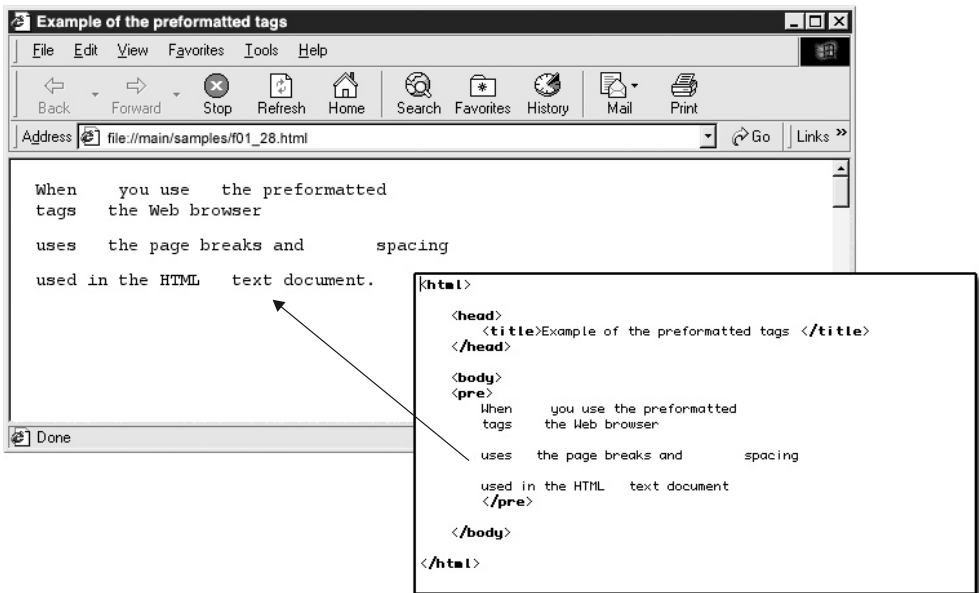 Example of the preformatted tags
File Edit View Favorites Tools Help
Back Forward Stop Refresh Home Search Favorites History Mail Print
Address file://main/samples/f01_28.html Go Links »
When    you use   the preformatted
tags   the Web browser
uses   the page breaks and       spacing
used in the HTML   text document.
Done
<html>
<head>
<title>Example of the preformatted tags </title>
</head>
<body>
<pre>
When     you use the preformatted
tags    the Web browser
uses   the page breaks and        spacing
used in the HTML   text document
</pre>
</body>
</html>